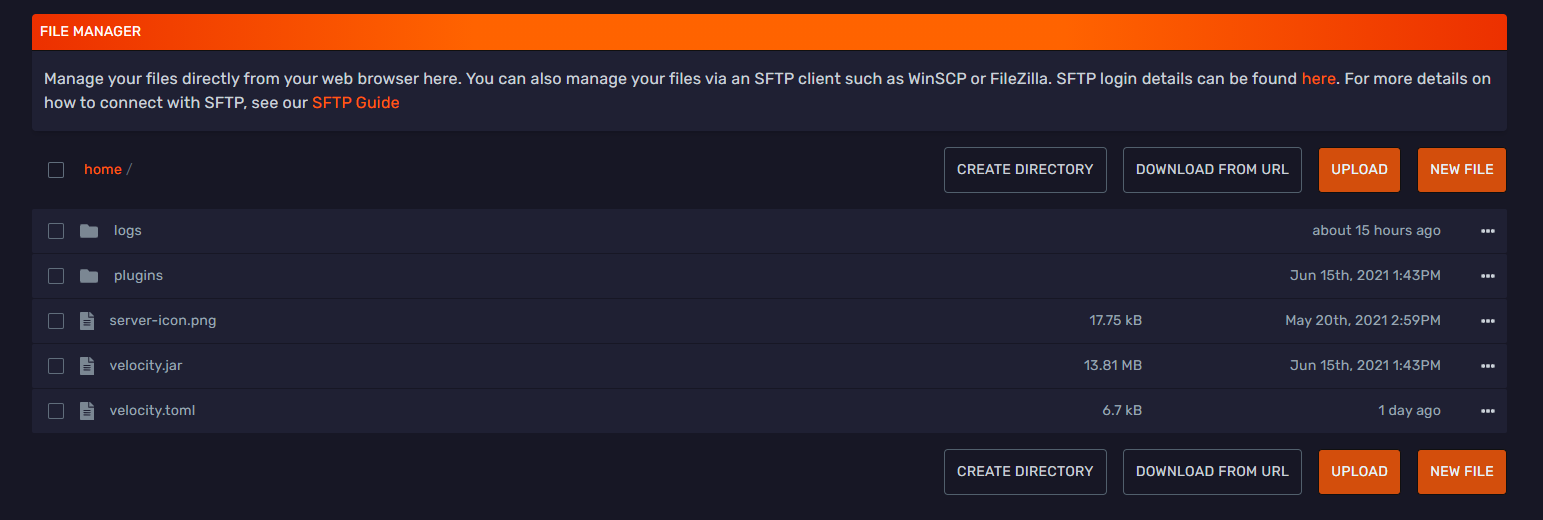 FILE MANAGER
Manage your files directly from your web browser here. You can also manage your files via an SFTP client such as WinSCP or FileZilla. SFTP login details can be found here. For more details on
how to connect with SFTP, see our SFTP Guide
home / CREATE DIRECTORY DOWNLOAD FROM URL UPLOAD NEW FILE
logs about 15 hours ago
plugins Jun 15th, 2021 1:43PM
server-icon.png 17.75 kB May 20th, 2021 2:59PM
velocity.jar 13.81 MB Jun 15th, 2021 1:43PM
velocity.toml 6.7 kB 1 day ago
CREATE DIRECTORY DOWNLOAD FROM URL UPLOAD NEW FILE